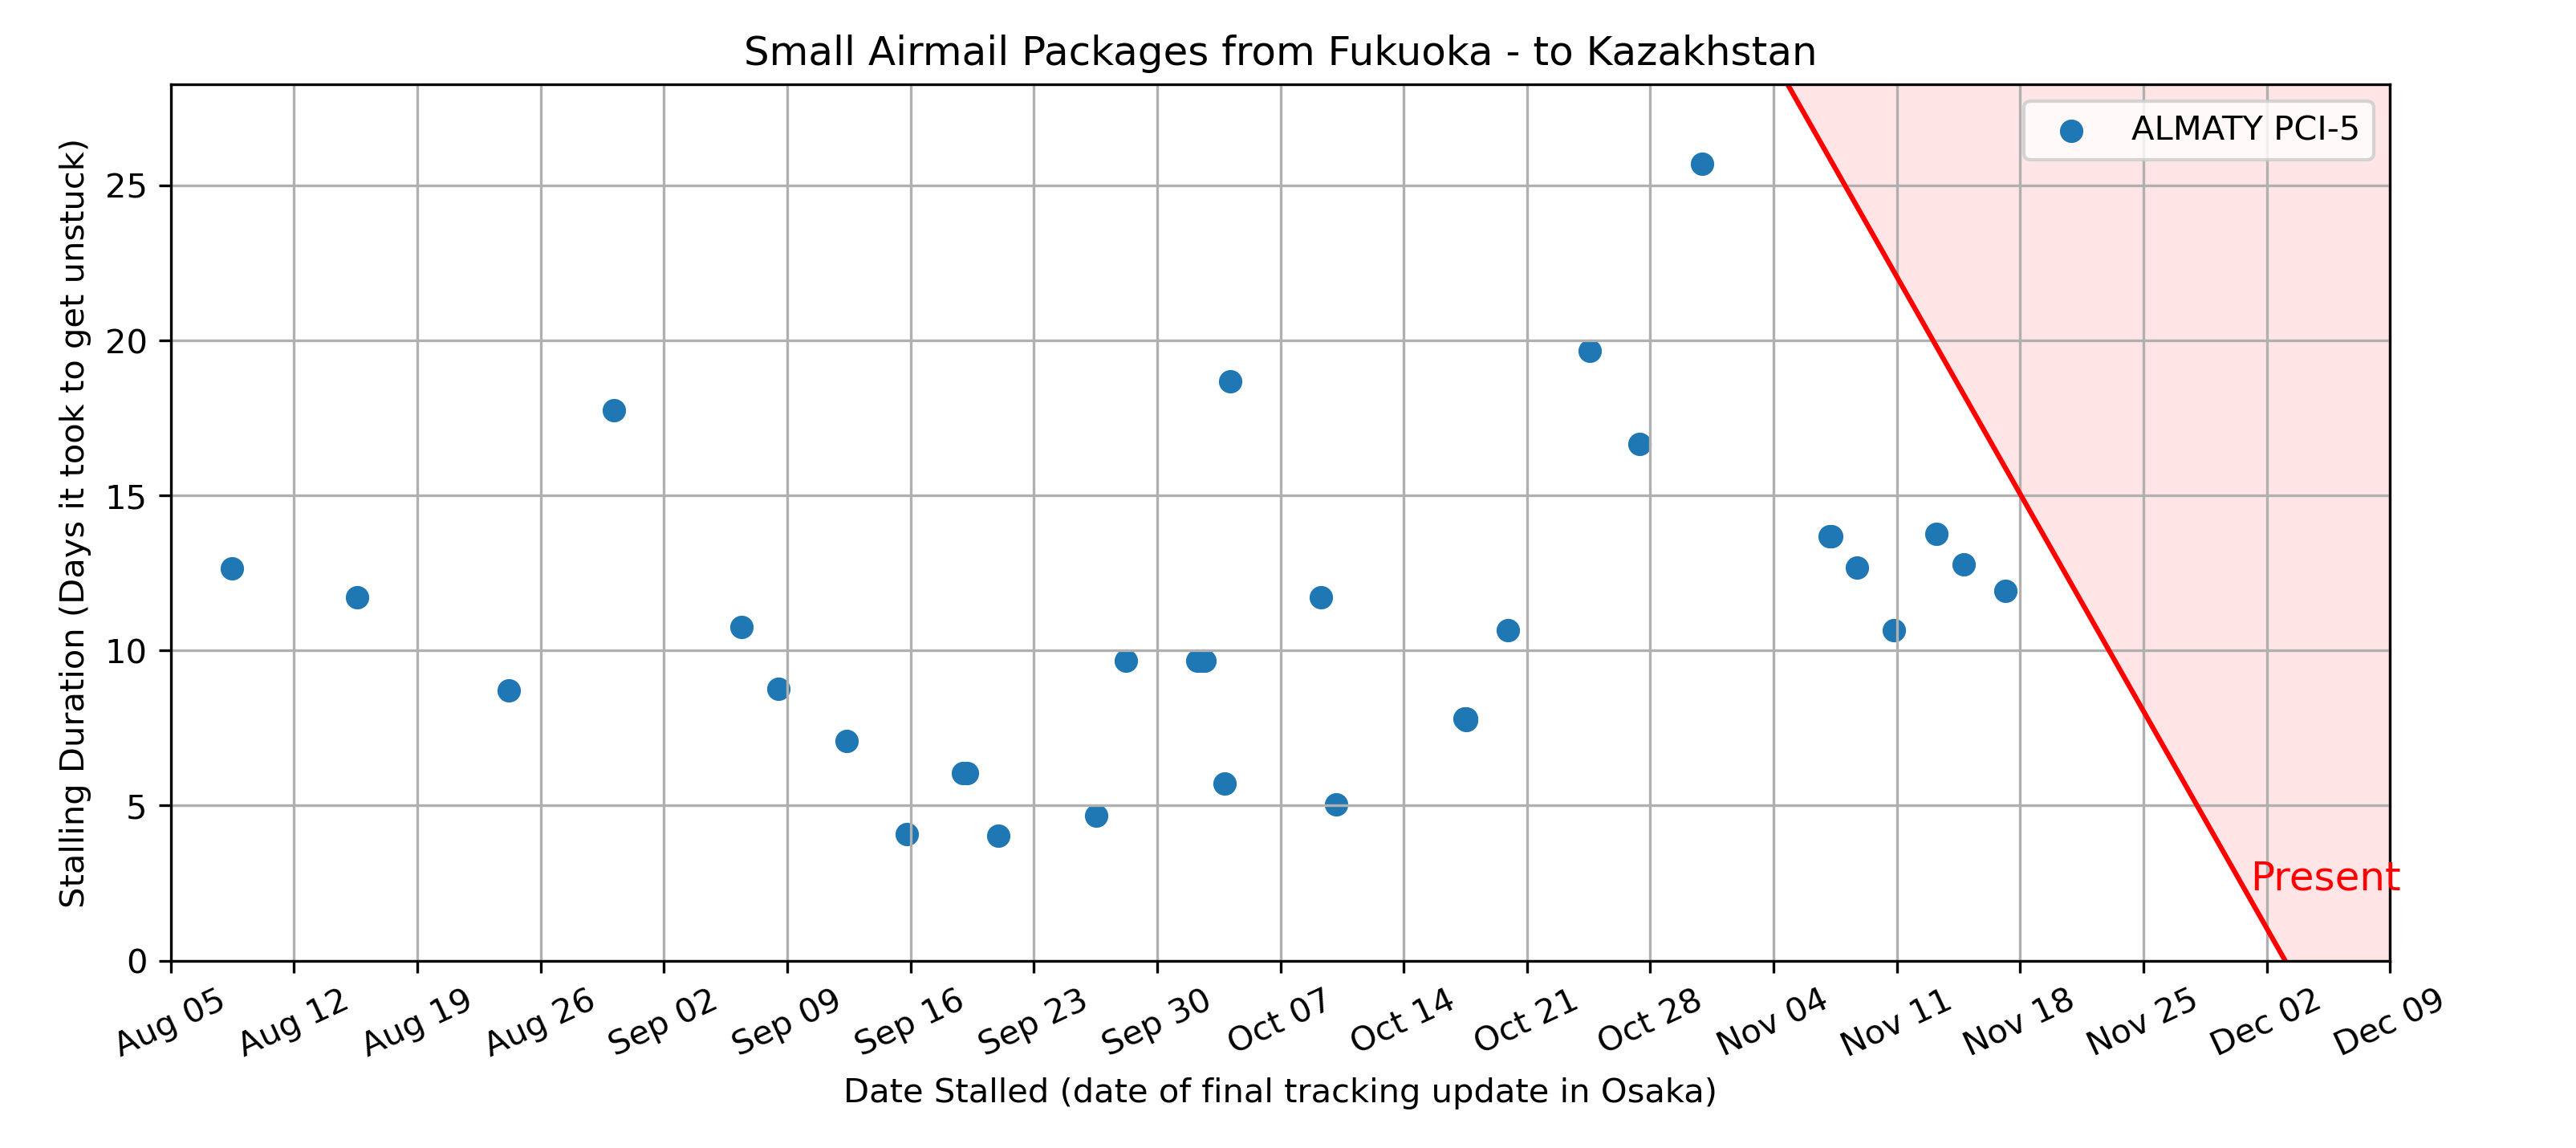 Small Airmail Packages from Fukuoka - to Kazakhstan
ALMATY PCI-5
Stalling Duration (Days it took to get unstuck)
25
20
15
10
5
0
Present
Aug 05
Aug 12
Aug 19
Aug 26
Sep 02
Sep 09
Sep 16
Sep 23
Sep 30
Oct 07
Oct 14
Oct 21
Oct 28
Nov 04
Nov 11
Nov 18
Nov 25
Dec 02
Dec 09
Date Stalled (date of final tracking update in Osaka)